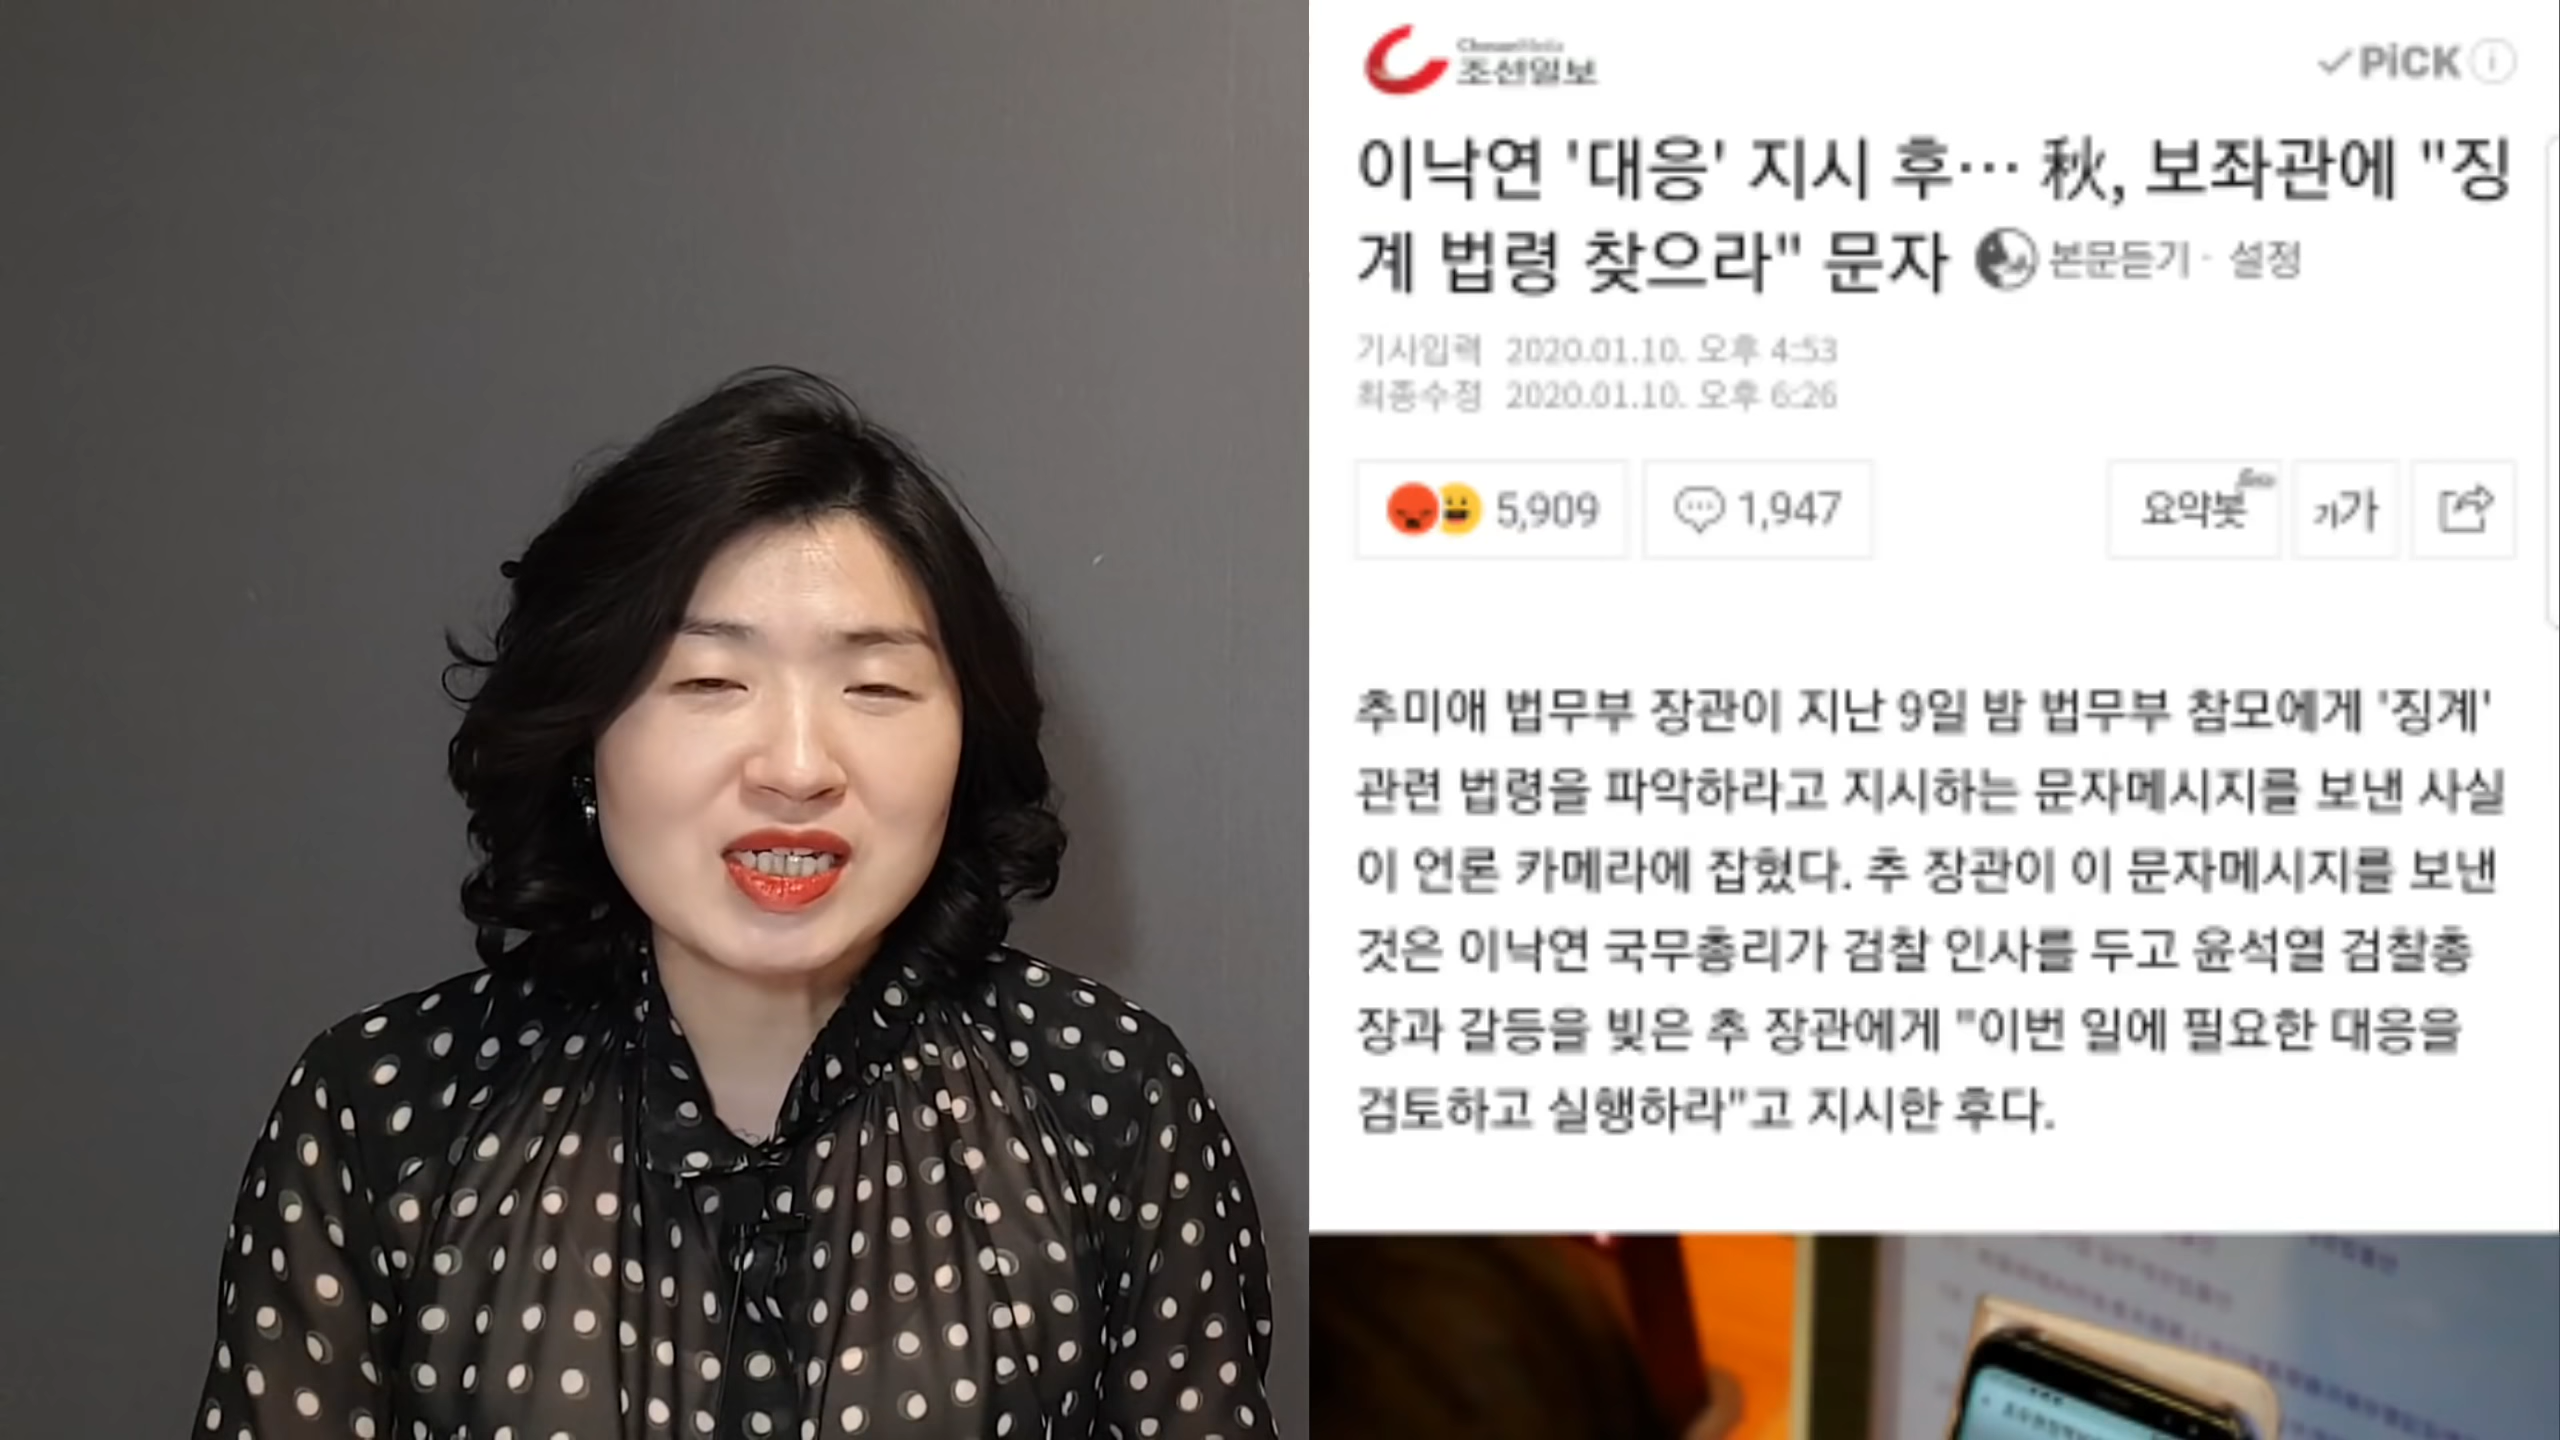 조선일보
PiCK
이낙연 '대응' 지시 후… 秋, 보좌관에 "징
계 법령 찾으라" 문자 본문듣기 · 설정
기사입력 2020.01.10. 오후 4:53
최종수정 2020.01.10. 오후 6:26
5,909 1,947 요약봇 가가
추미애 법무부 장관이 지난 9일 밤 법무부 참모에게 '징계'
관련 법령을 파악하라고 지시하는 문자메시지를 보낸 사실
이 언론 카메라에 잡혔다. 추 장관이 이 문자메시지를 보낸
것은 이낙연 국무총리가 검찰 인사를 두고 윤석열 검찰총
장과 갈등을 빚은 추 장관에게 "이번 일에 필요한 대응을
검토하고 실행하라"고 지시한 후다.